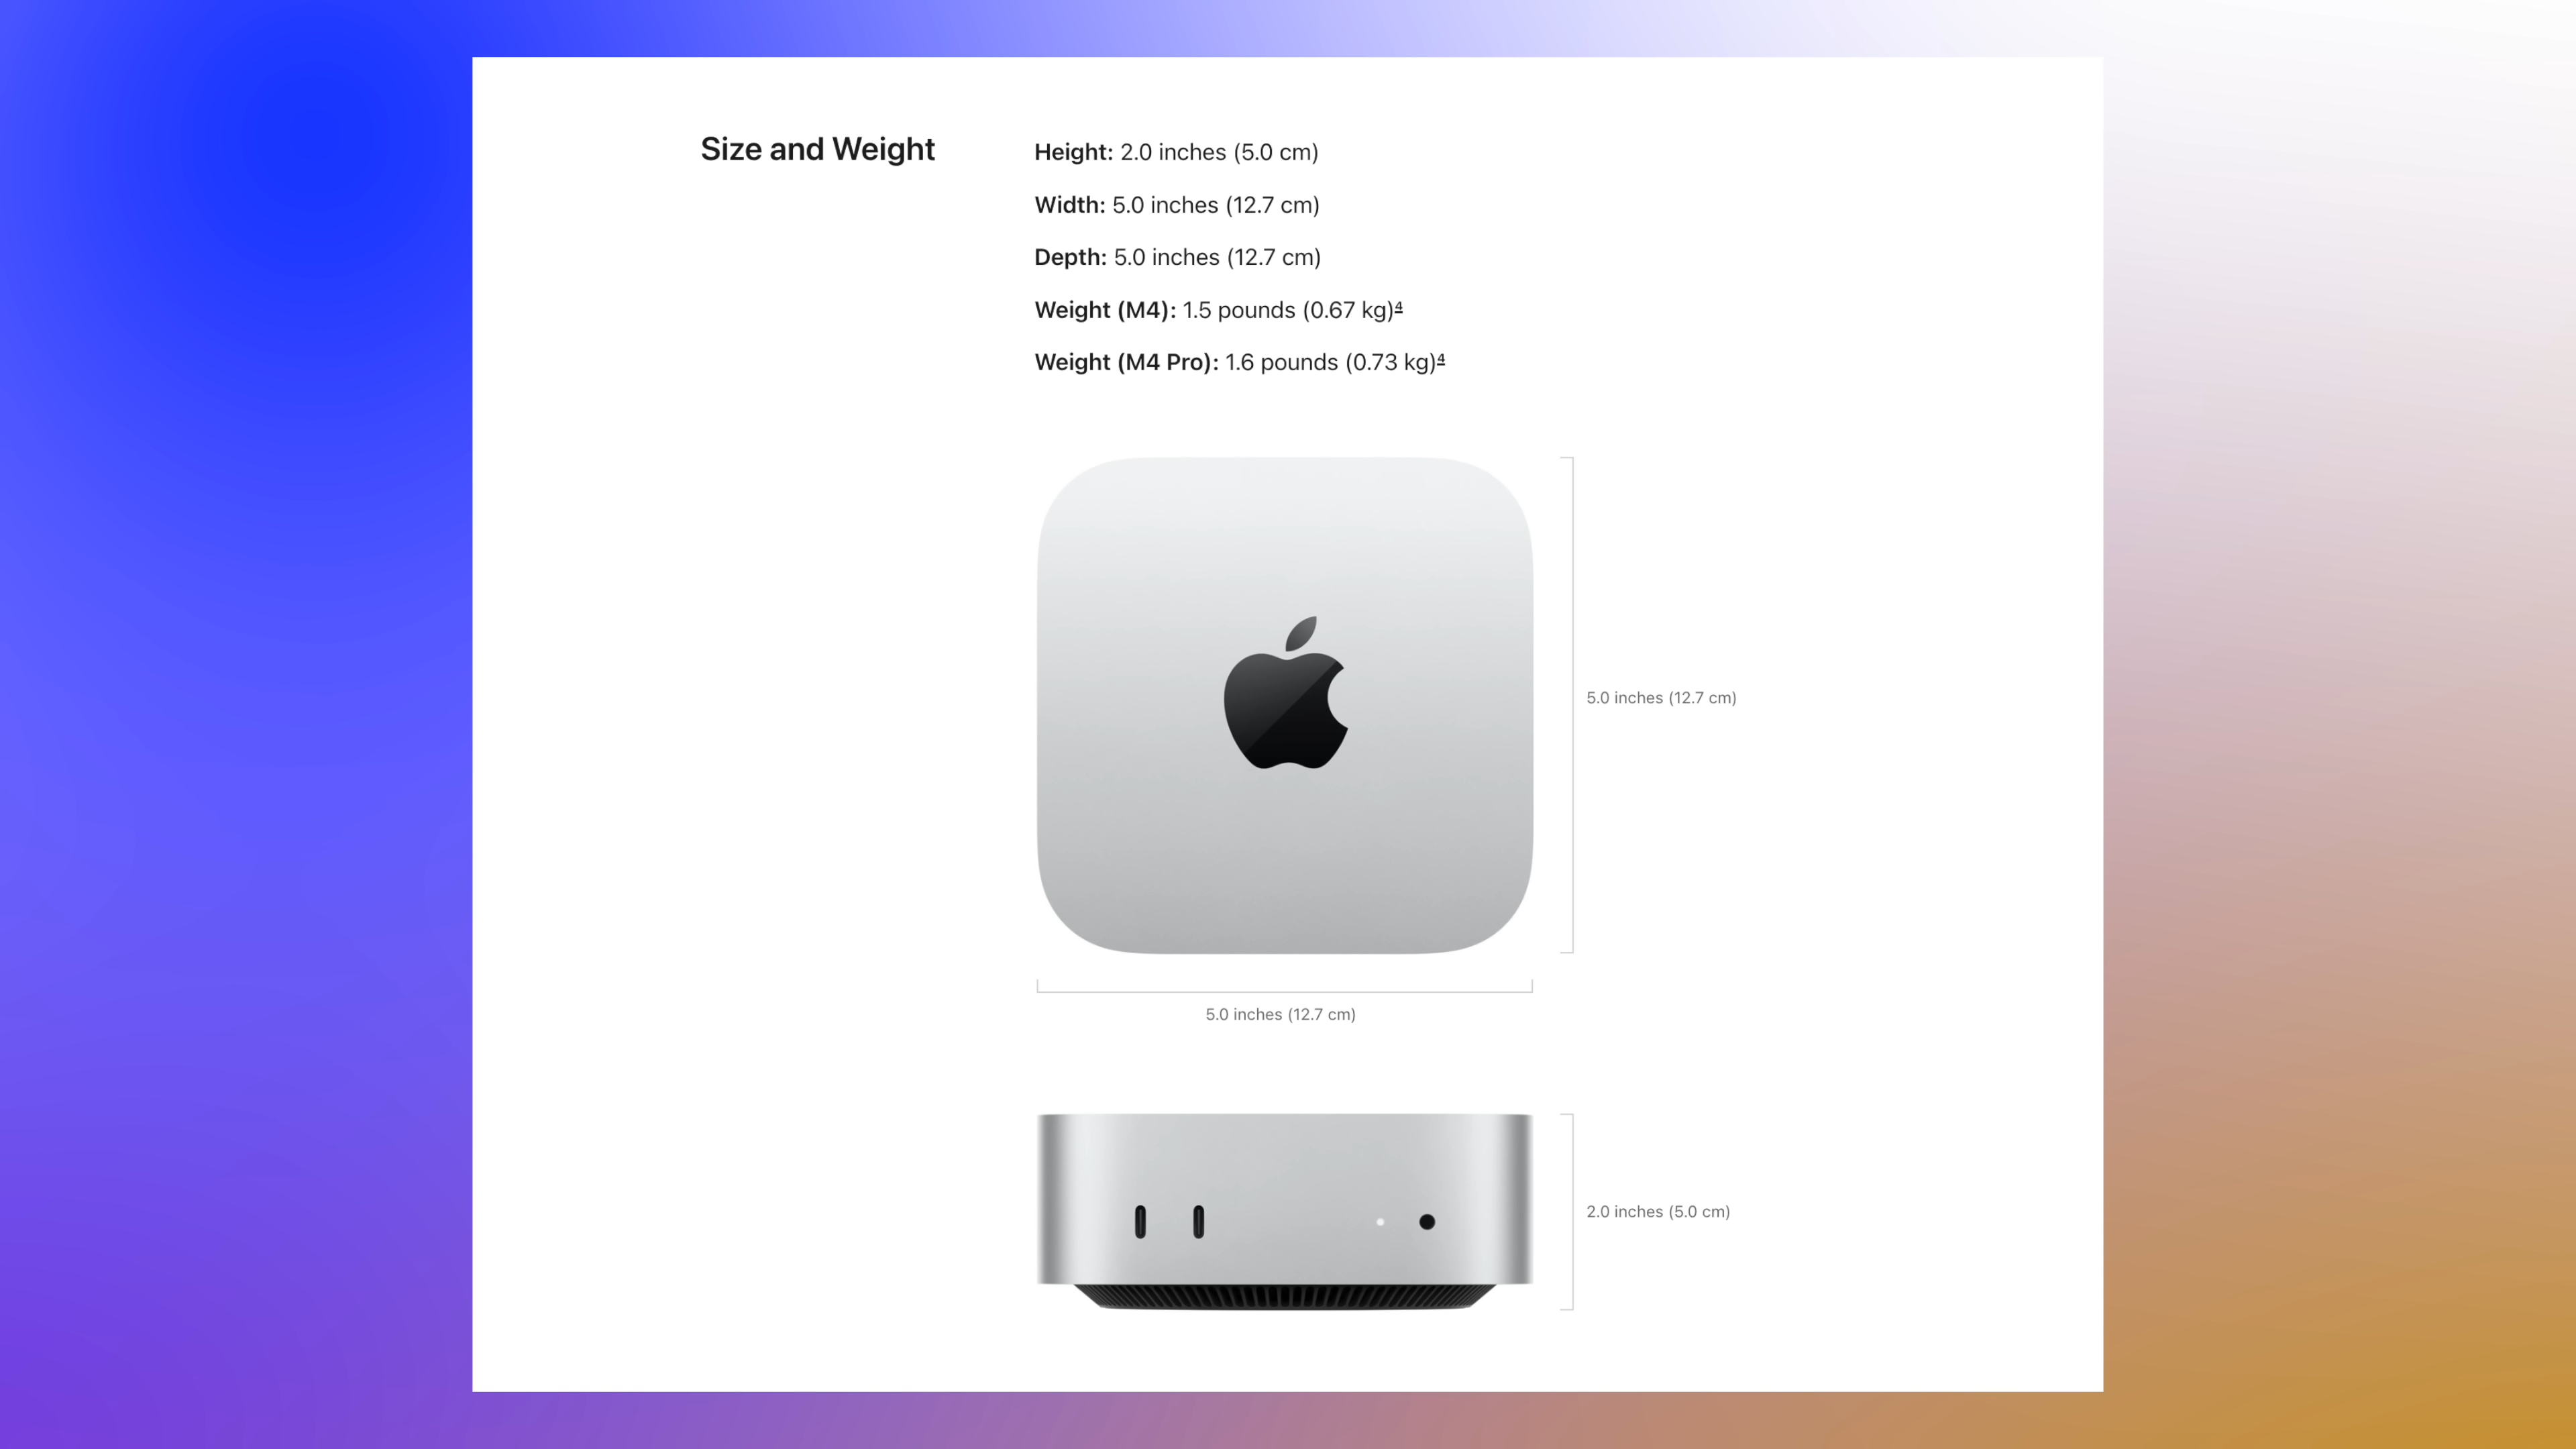 Size and Weight
Height: 2.0 inches (5.0 cm)
Width: 5.0 inches (12.7 cm)
Depth: 5.0 inches (12.7 cm)
Weight (M4): 1.5 pounds (0.67 kg)⁴
Weight (M4 Pro): 1.6 pounds (0.73 kg)⁴
5.0 inches (12.7 cm)
5.0 inches (12.7 cm)
2.0 inches (5.0 cm)